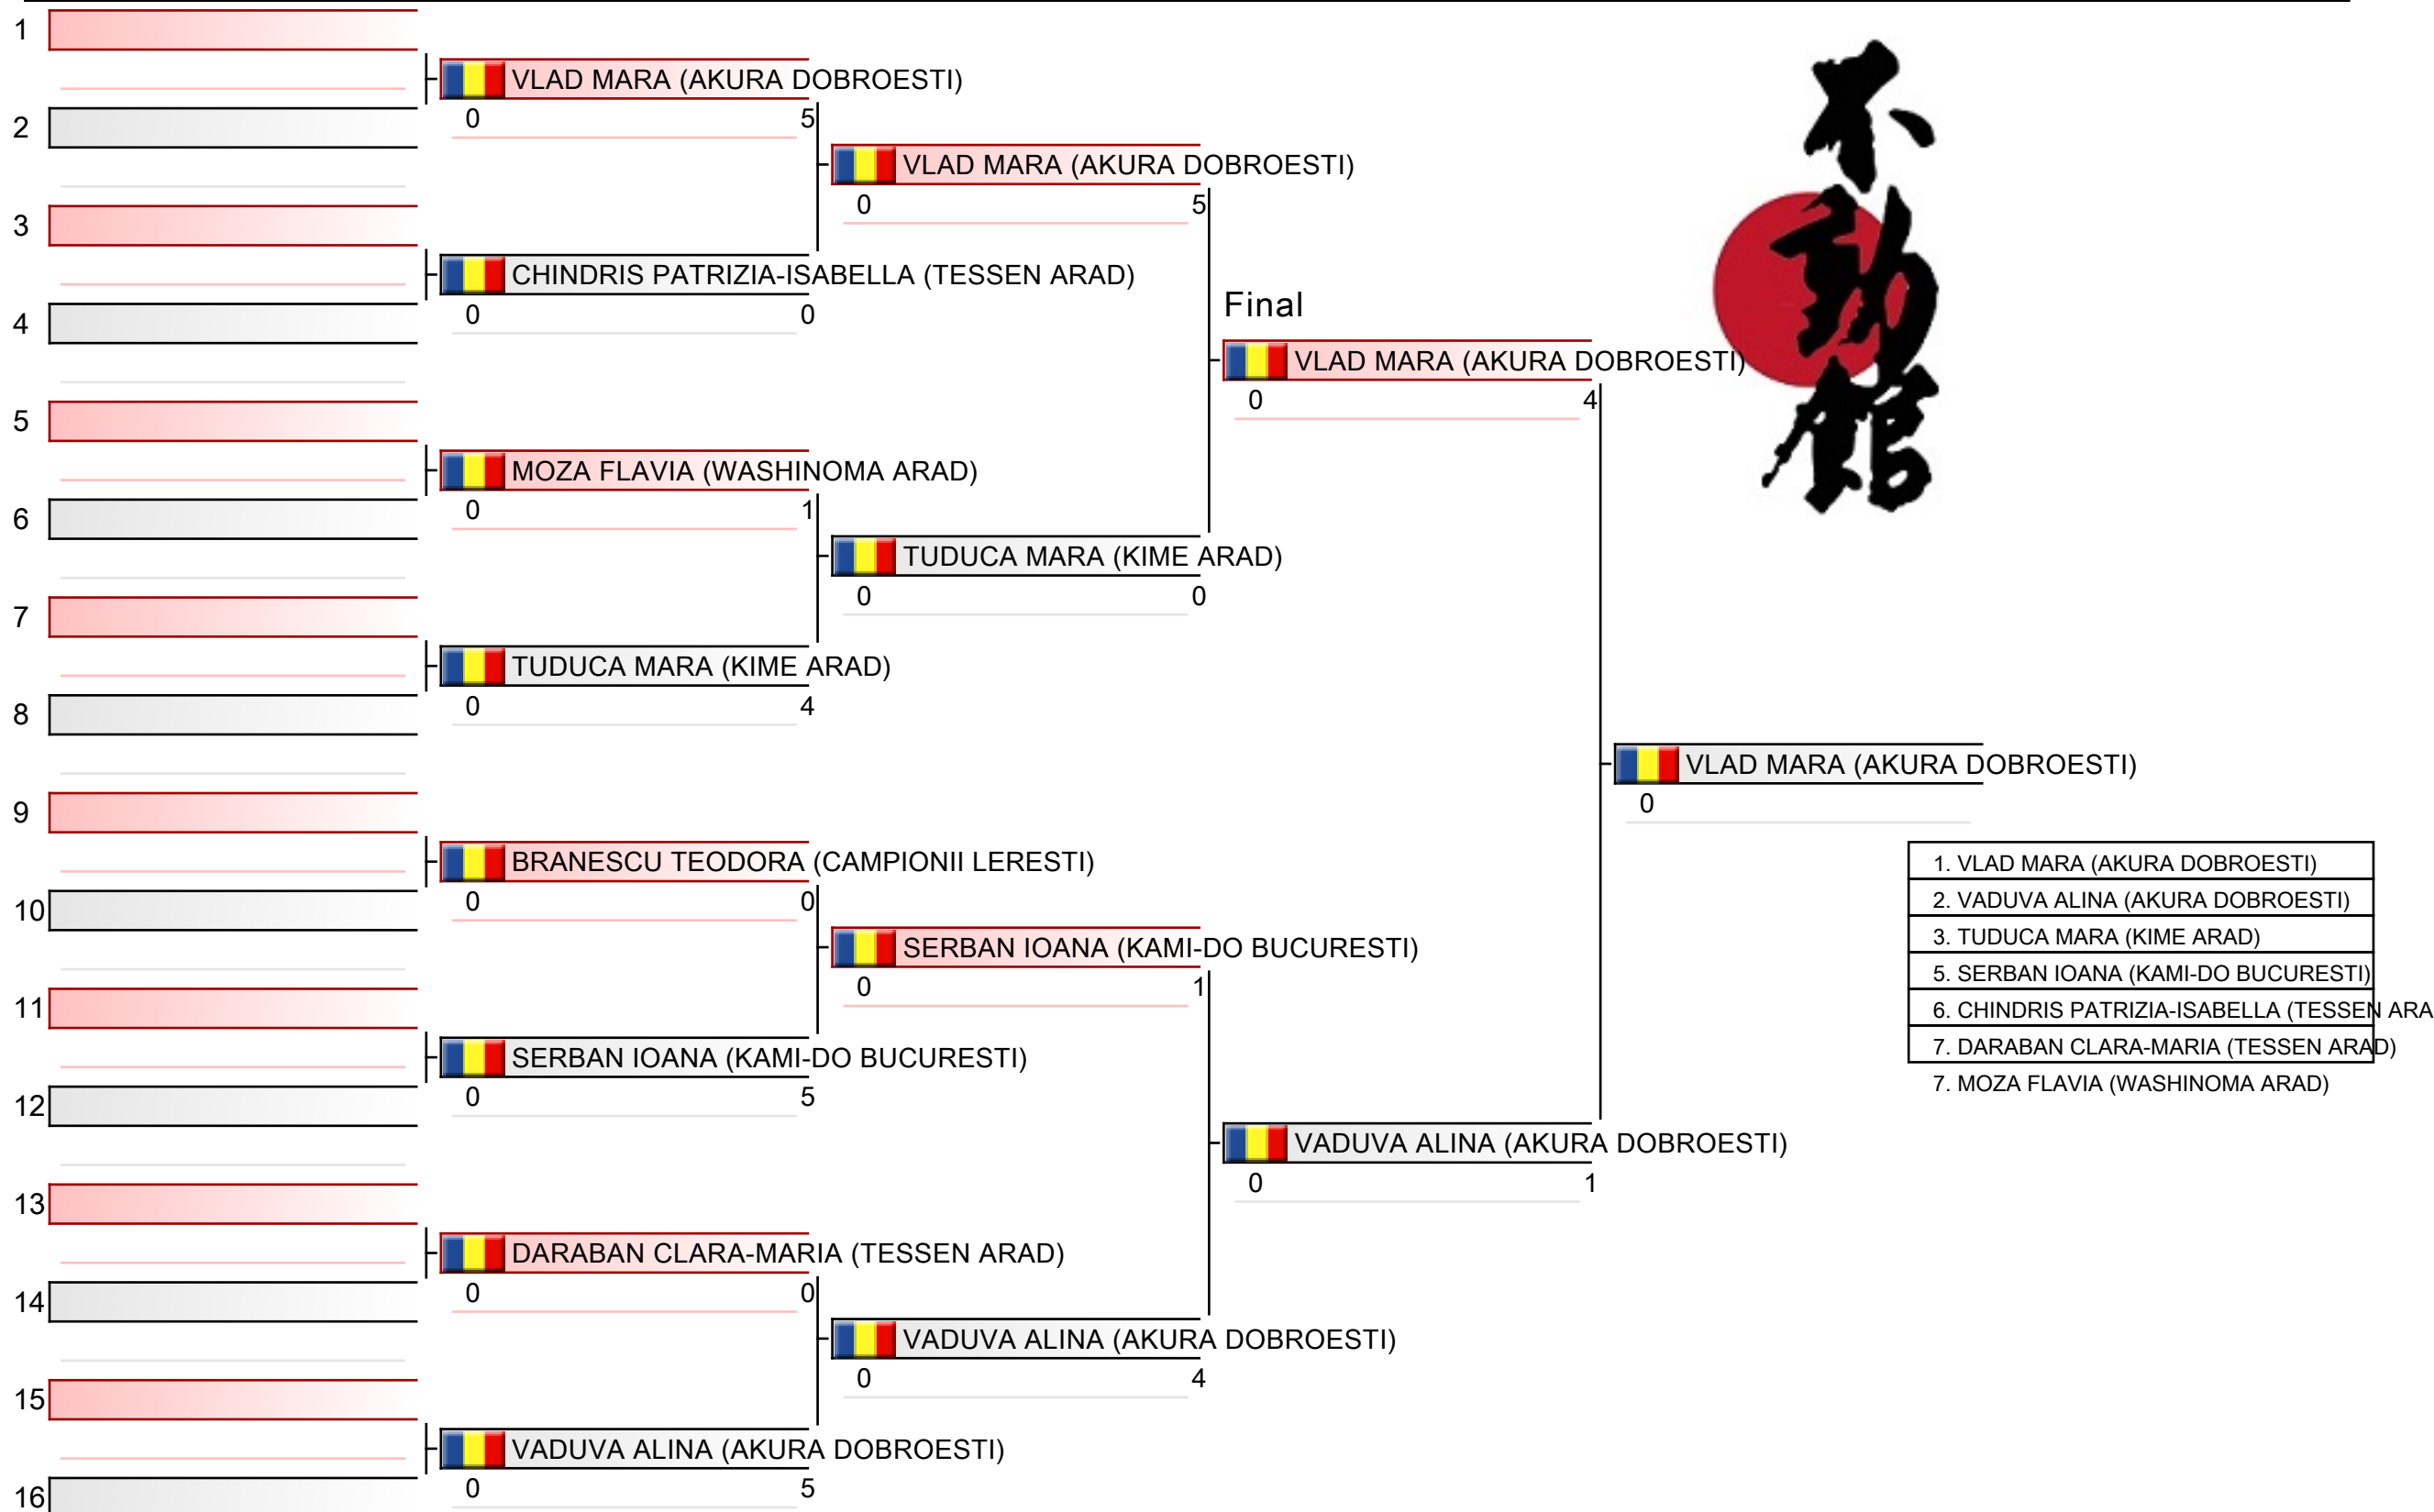 1
VLAD MARA (AKURA DOBROESTI)
0 5
2
VLAD MARA (AKURA DOBROESTI)
0 5
3
CHINDRIS PATRIZIA-ISABELLA (TESSEN ARAD)
0 0
4
Final
VLAD MARA (AKURA DOBROESTI)
0 4
5
MOZA FLAVIA (WASHINOMA ARAD)
0 1
6
TUDUCA MARA (KIME ARAD)
0 0
7
TUDUCA MARA (KIME ARAD)
0 4
8
VLAD MARA (AKURA DOBROESTI)
0
9
BRANESCU TEODORA (CAMPIONII LERESTI)
0 0
10
SERBAN IOANA (KAMI-DO BUCURESTI)
0 1
11
SERBAN IOANA (KAMI-DO BUCURESTI)
0 5
12
VADUVA ALINA (AKURA DOBROESTI)
0 1
13
DARABAN CLARA-MARIA (TESSEN ARAD)
0 0
14
VADUVA ALINA (AKURA DOBROESTI)
0 4
15
VADUVA ALINA (AKURA DOBROESTI)
0 5
16
1. VLAD MARA (AKURA DOBROESTI)
2. VADUVA ALINA (AKURA DOBROESTI)
3. TUDUCA MARA (KIME ARAD)
5. SERBAN IOANA (KAMI-DO BUCURESTI)
6. CHINDRIS PATRIZIA-ISABELLA (TESSEN ARA
7. DARABAN CLARA-MARIA (TESSEN ARAD)
7. MOZA FLAVIA (WASHINOMA ARAD)
不
動
館